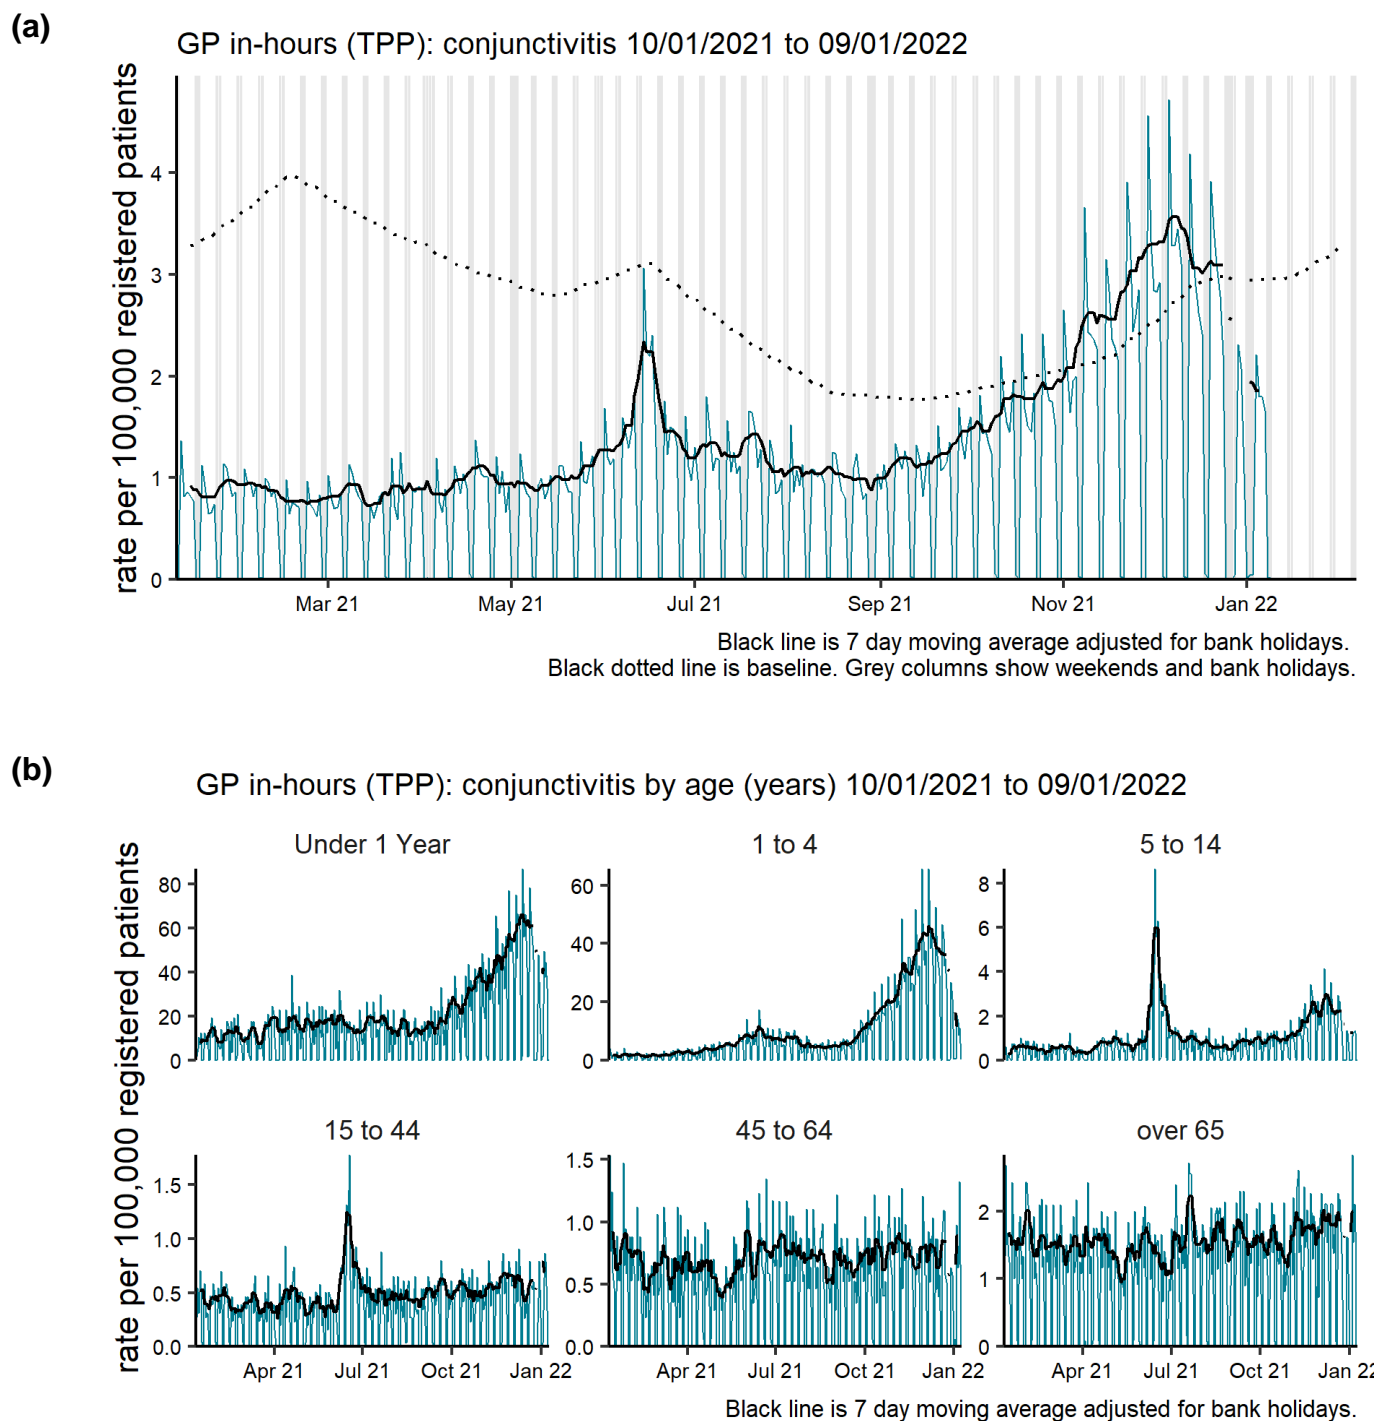 (a)
GP in-hours (TPP): conjunctivitis 10/01/2021 to 09/01/2022
rate per 100,000 registered patients
4
3
2
1
0
Mar 21
May 21
Jul 21
Sep 21
Nov 21
Jan 22
Black line is 7 day moving average adjusted for bank holidays.
Black dotted line is baseline. Grey columns show weekends and bank holidays.
(b)
GP in-hours (TPP): conjunctivitis by age (years) 10/01/2021 to 09/01/2022
rate per 100,000 registered patients
Under 1 Year
80
60
40
20
0
1 to 4
60
40
20
0
5 to 14
8
6
4
2
0
15 to 44
1.5
1.0
0.5
0.0
Apr 21
Jul 21
Oct 21
Jan 22
45 to 64
1.5
1.0
0.5
0.0
Apr 21
Jul 21
Oct 21
Jan 22
over 65
2
1
0
Apr 21
Jul 21
Oct 21
Jan 22
Black line is 7 day moving average adjusted for bank holidays.